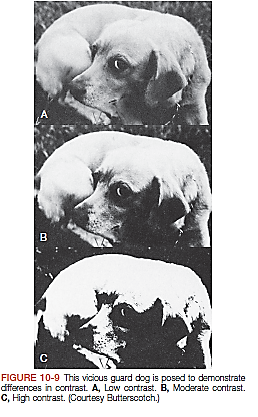 A
B
C
FIGURE 10-9 This vicious guard dog is posed to demonstrate
differences in contrast. A, Low contrast. B, Moderate contrast.
C, High contrast. (Courtesy Butterscotch.)